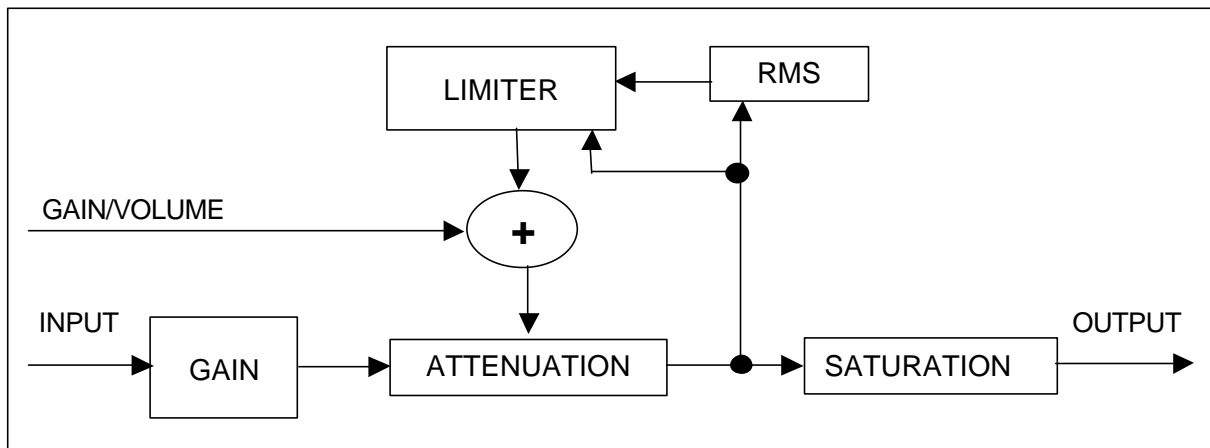 LIMITER
RMS
GAIN/VOLUME
+
INPUT
OUTPUT
GAIN
ATTENUATION
SATURATION